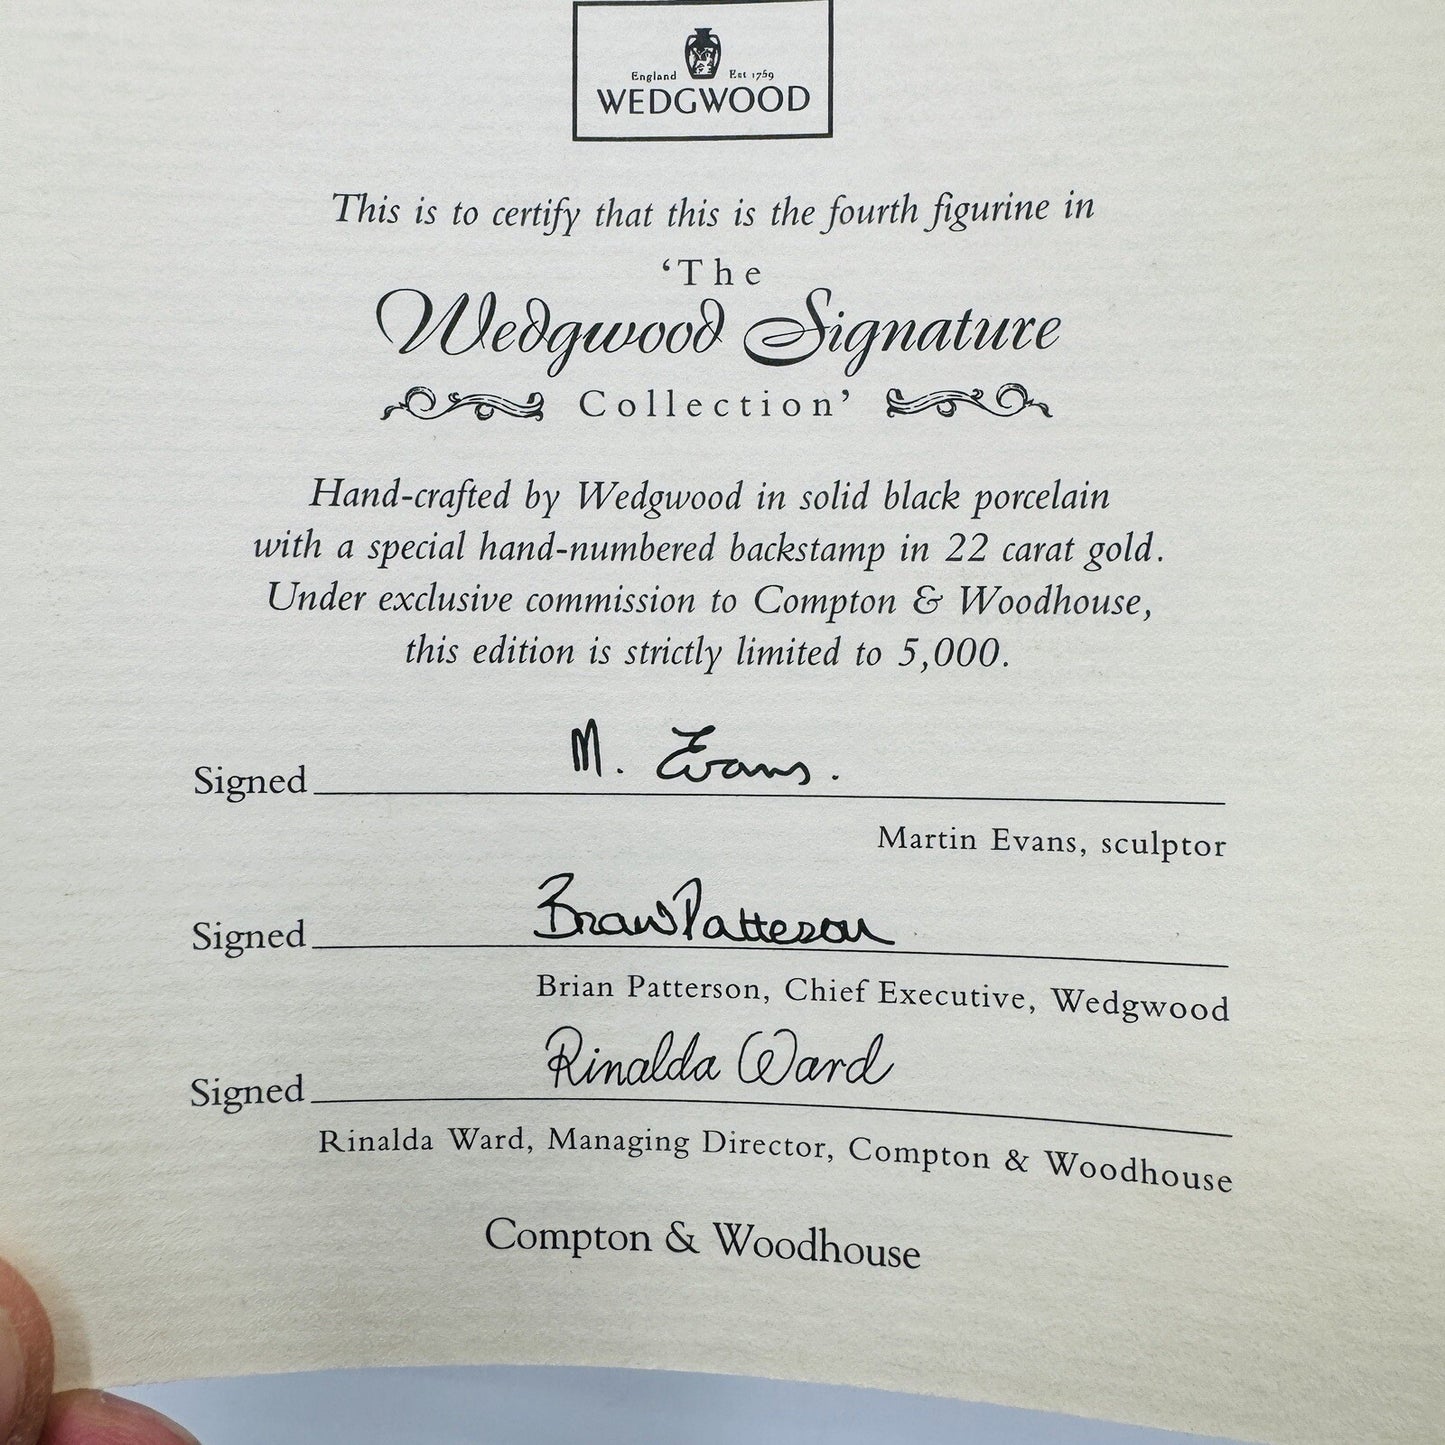 England Est 1759
WEDGWOOD
This is to certify that this is the fourth figurine in
‘The
Wedgwood Signature
Collection’
Hand-crafted by Wedgwood in solid black porcelain
with a special hand-numbered backstamp in 22 carat gold.
Under exclusive commission to Compton & Woodhouse,
this edition is strictly limited to 5,000.
M. Evans.
Signed
Martin Evans, sculptor
Brian Patterson
Signed
Brian Patterson, Chief Executive, Wedgwood
Rinalda Ward
Signed
Rinalda Ward, Managing Director, Compton & Woodhouse
Compton & Woodhouse